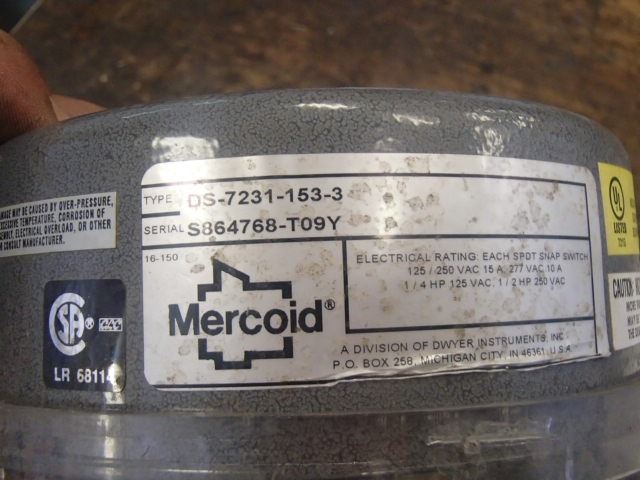 TYPE DS-7231-153-3
SERIAL S864768-T09Y
16-150
Mercoid®
ELECTRICAL RATING: EACH SPDT SNAP SWITCH
125 / 250 VAC 15 A, 277 VAC 10 A
1 / 4 HP 125 VAC, 1 / 2 HP 250 VAC
A DIVISION OF DWYER INSTRUMENTS, INC.
P.O. BOX 258, MICHIGAN CITY, IN 46361, U.S.A.
MAY BE CAUSED BY OVER-PRESSURE,
TEMPERATURE, CORROSION OF
ELECTRICAL OVERLOAD, OR OTHER
CONSULT MANUFACTURER.
CSA ®
LR 68114
UL
LISTED
CAUTION: